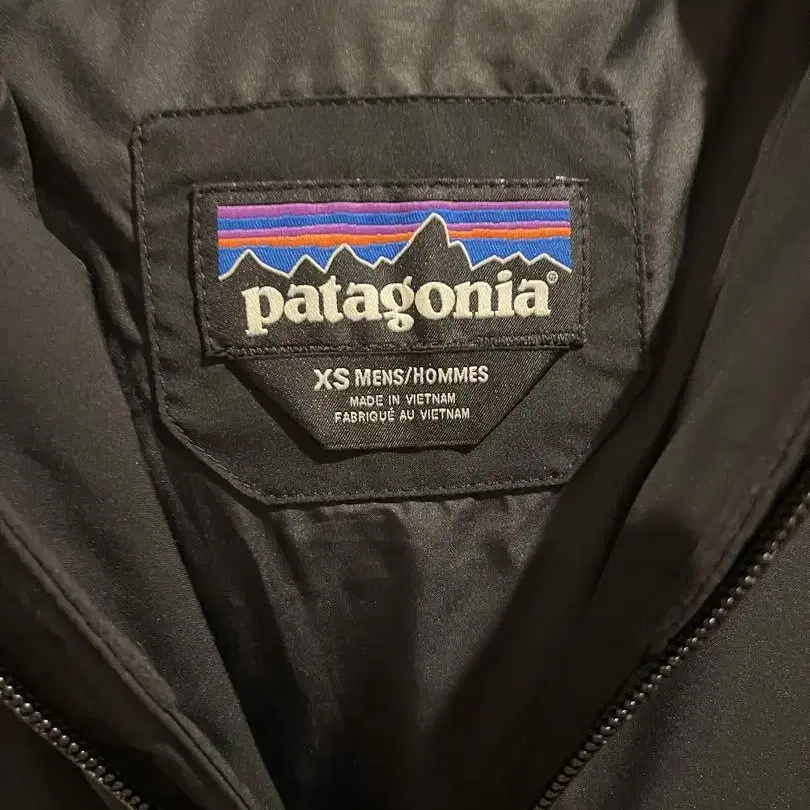 patagonia®
XS MENS/HOMMES
MADE IN VIETNAM
FABRIQUÉ AU VIETNAM